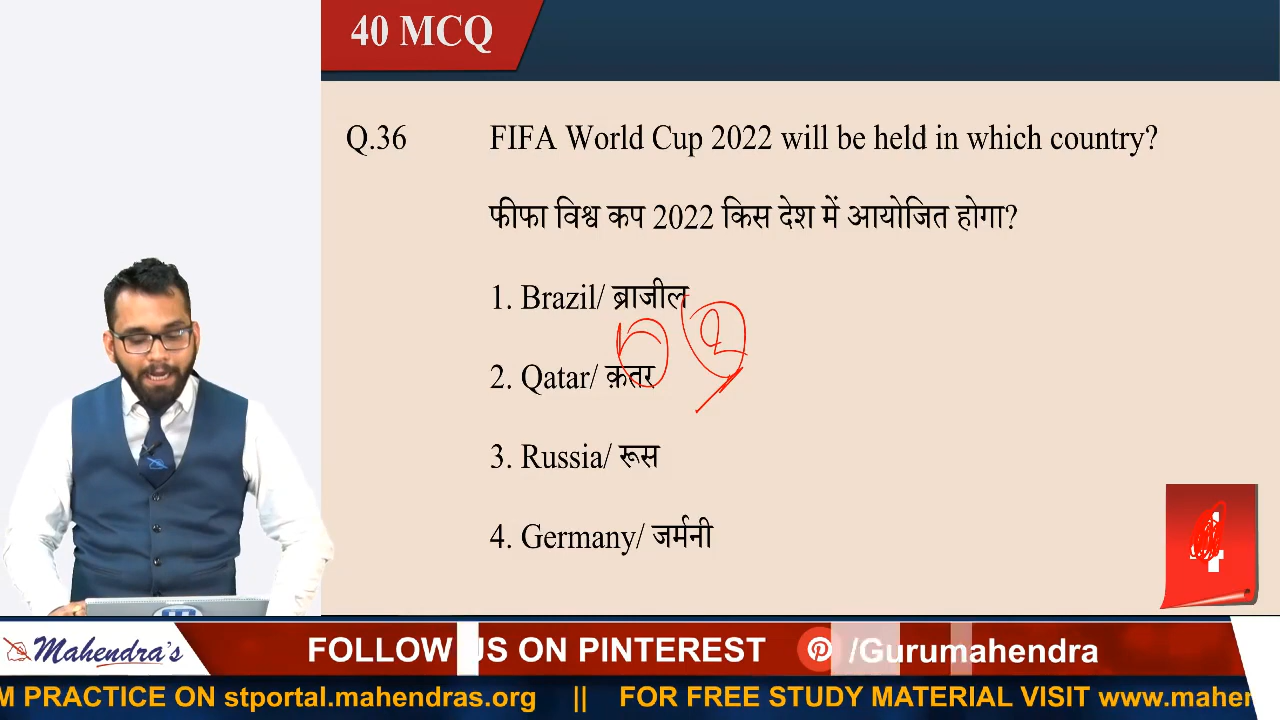 40 MCQ
Q.36 FIFA World Cup 2022 will be held in which country?
फीफा विश्व कप 2022 किस देश में आयोजित होगा?
1. Brazil/ ब्राजील
2. Qatar/ क़तर
3. Russia/ रूस
4. Germany/ जर्मनी
4
Mahendra's
FOLLOW US ON PINTEREST /Gurumahendra
M PRACTICE ON stportal.mahendras.org || FOR FREE STUDY MATERIAL VISIT www.maher